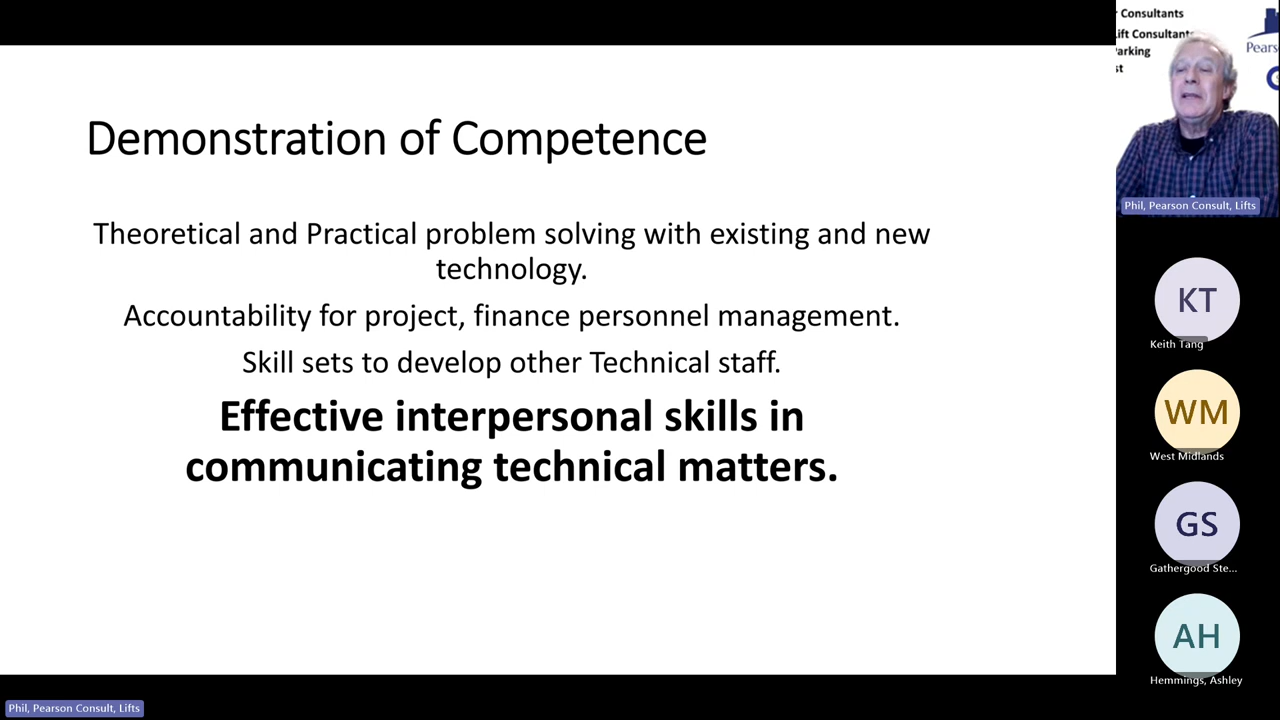 Demonstration of Competence
Theoretical and Practical problem solving with existing and new
technology.
Accountability for project, finance personnel management.
Skill sets to develop other Technical staff.
Effective interpersonal skills in
communicating technical matters.
Consultants
ift Consultants
arking
st
Pears
Phil, Pearson Consult, Lifts
KT
Keith Tang
WM
West Midlands
GS
Gathergood Ste...
AH
Hemmings, Ashley
Phil, Pearson Consult, Lifts